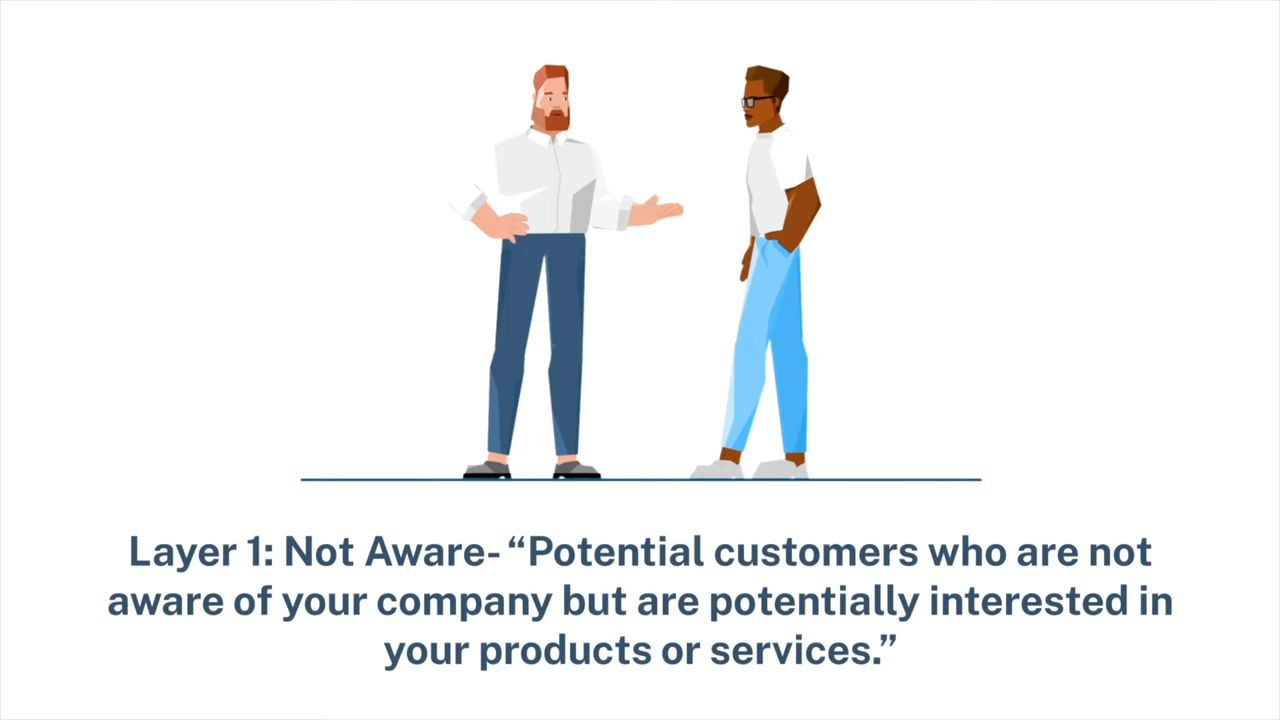 Layer 1: Not Aware- “Potential customers who are not
aware of your company but are potentially interested in
your products or services.”